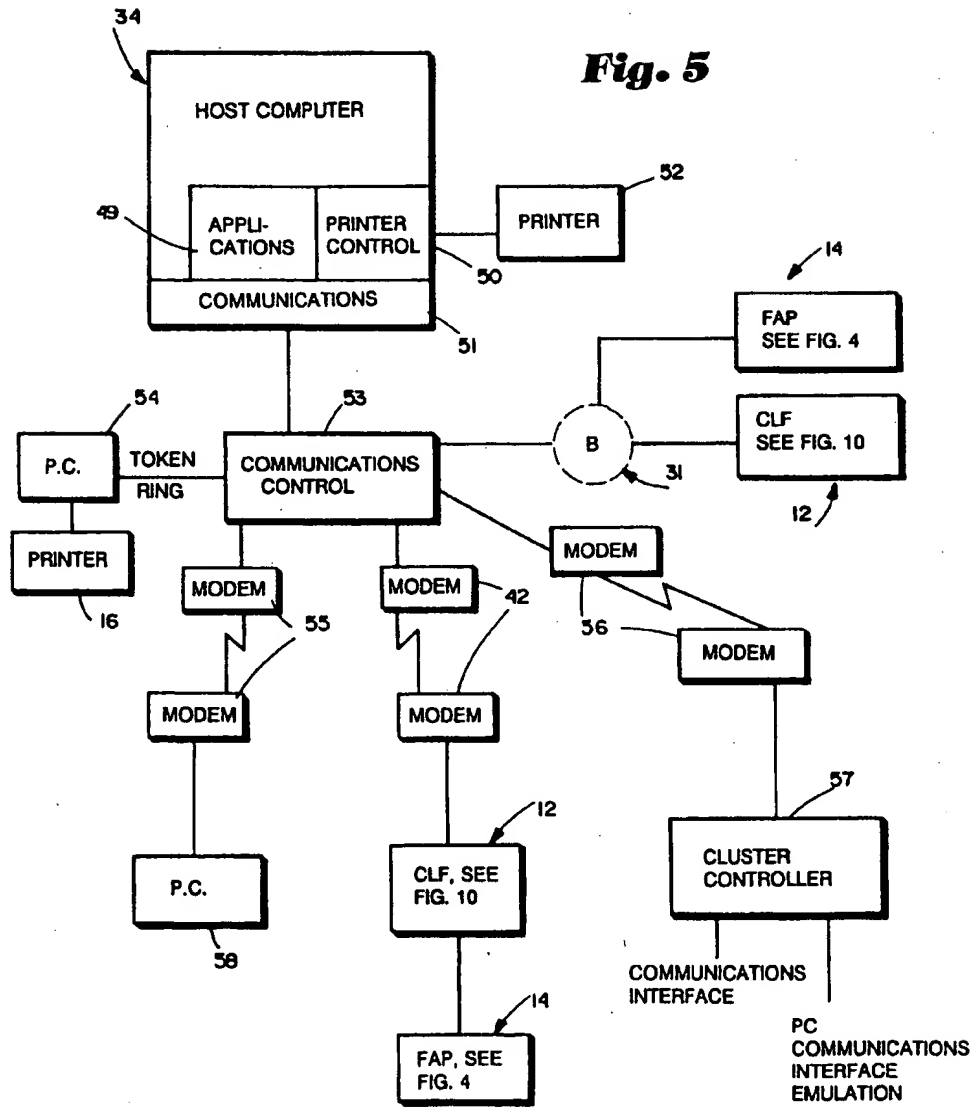 Fig. 5
34
HOST COMPUTER
49
APPLI-
CATIONS
PRINTER
CONTROL
50
COMMUNICATIONS
51
52
PRINTER
14
FAP
SEE FIG. 4
CLF
SEE FIG. 10
12
B
31
54
P.C.
TOKEN
RING
53
COMMUNICATIONS
CONTROL
PRINTER
16
MODEM
55
MODEM
MODEM
42
MODEM
MODEM
56
MODEM
P.C.
58
12
CLF, SEE
FIG. 10
14
FAP, SEE
FIG. 4
57
CLUSTER
CONTROLLER
COMMUNICATIONS
INTERFACE
PC
COMMUNICATIONS
INTERFACE
EMULATION